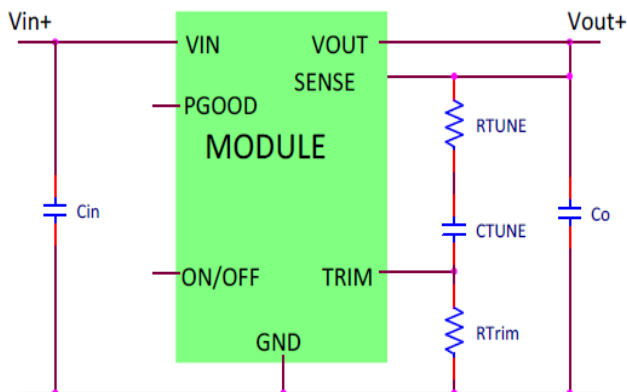 Vin+
Vout+
VIN
VOUT
SENSE
PGOOD
RTUNE
MODULE
Cin
CTUNE
Co
ON/OFF
TRIM
RTrim
GND